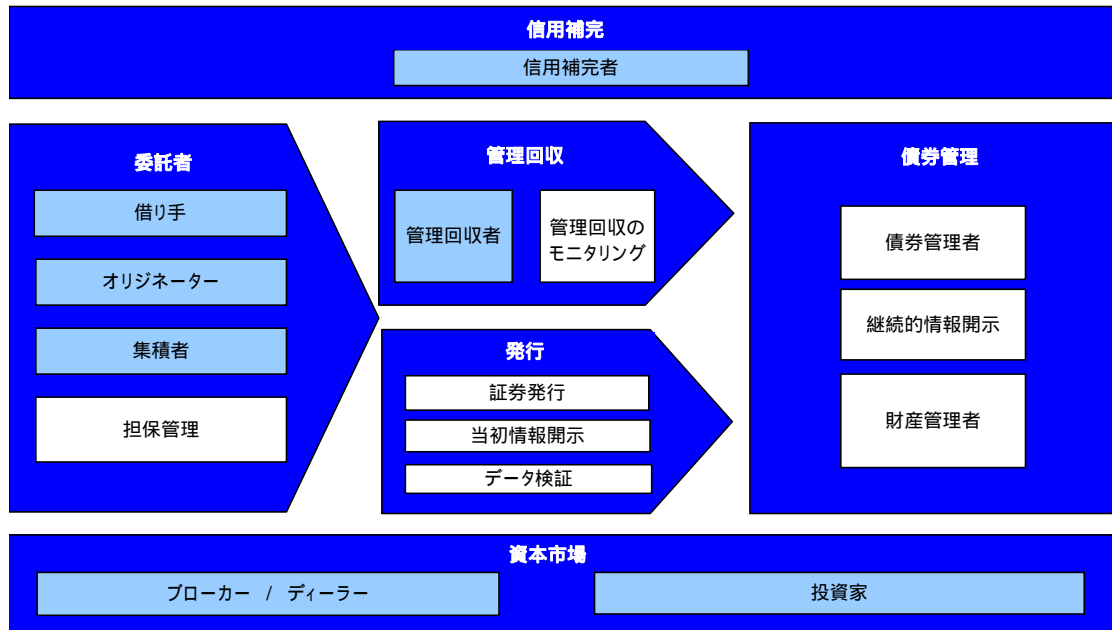 信用補完
信用補完者
委託者
借り手
オリジネーター
集積者
担保管理
管理回収
管理回収者
管理回収の
モニタリング
発行
証券発行
当初情報開示
データ検証
債券管理
債券管理者
継続的情報開示
財産管理者
資本市場
ブローカー / ディーラー
投資家